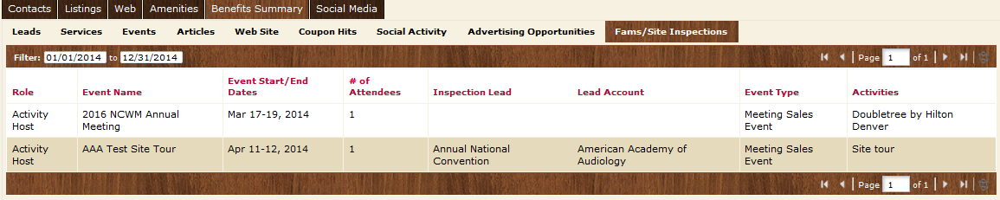 Contacts Listings Web Amenities Benefits Summary Social Media
Leads Services Events Articles Web Site Coupon Hits Social Activity Advertising Opportunities Fams/Site Inspections
Filter: 01/01/2014 to 12/31/2014 Page 1 of 1
Role Event Name Event Start/End Dates # of Attendees Inspection Lead Lead Account Event Type Activities
Activity Host 2016 NCWM Annual Meeting Mar 17-19, 2014 1 Meeting Sales Event Doubletree by Hilton Denver
Activity Host AAA Test Site Tour Apr 11-12, 2014 1 Annual National Convention American Academy of Audiology Meeting Sales Event Site tour
Page 1 of 1